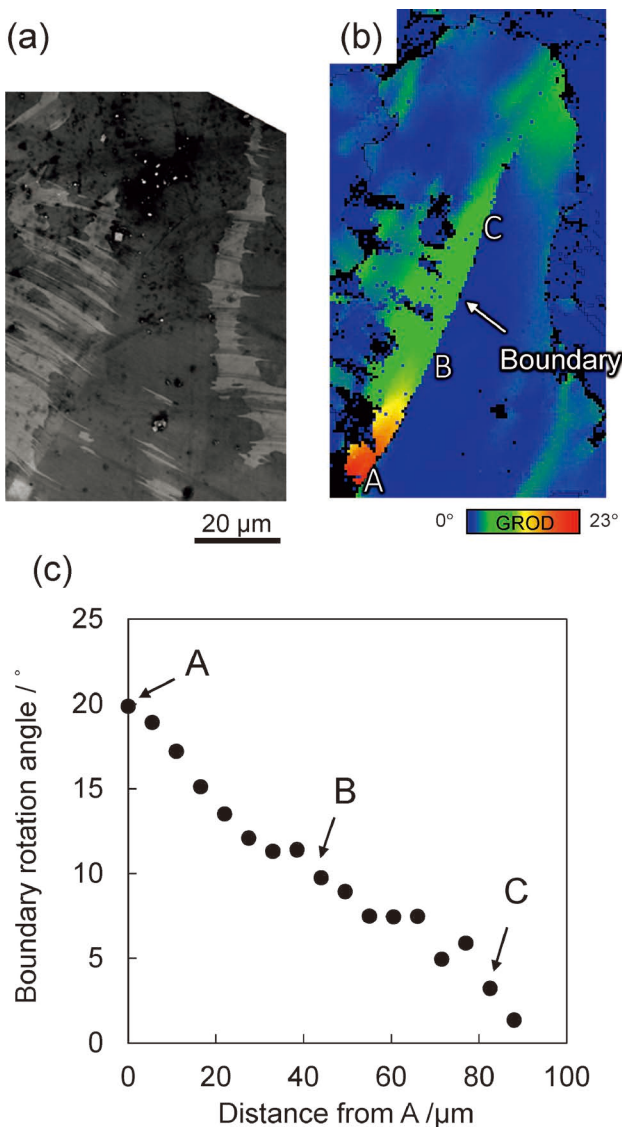 (a)
(b)
C
B
Boundary
A
20 μm
0° GROD 23°
(c)
25
20
15
10
5
0
Boundary rotation angle / °
A
B
C
0 20 40 60 80 100
Distance from A /μm